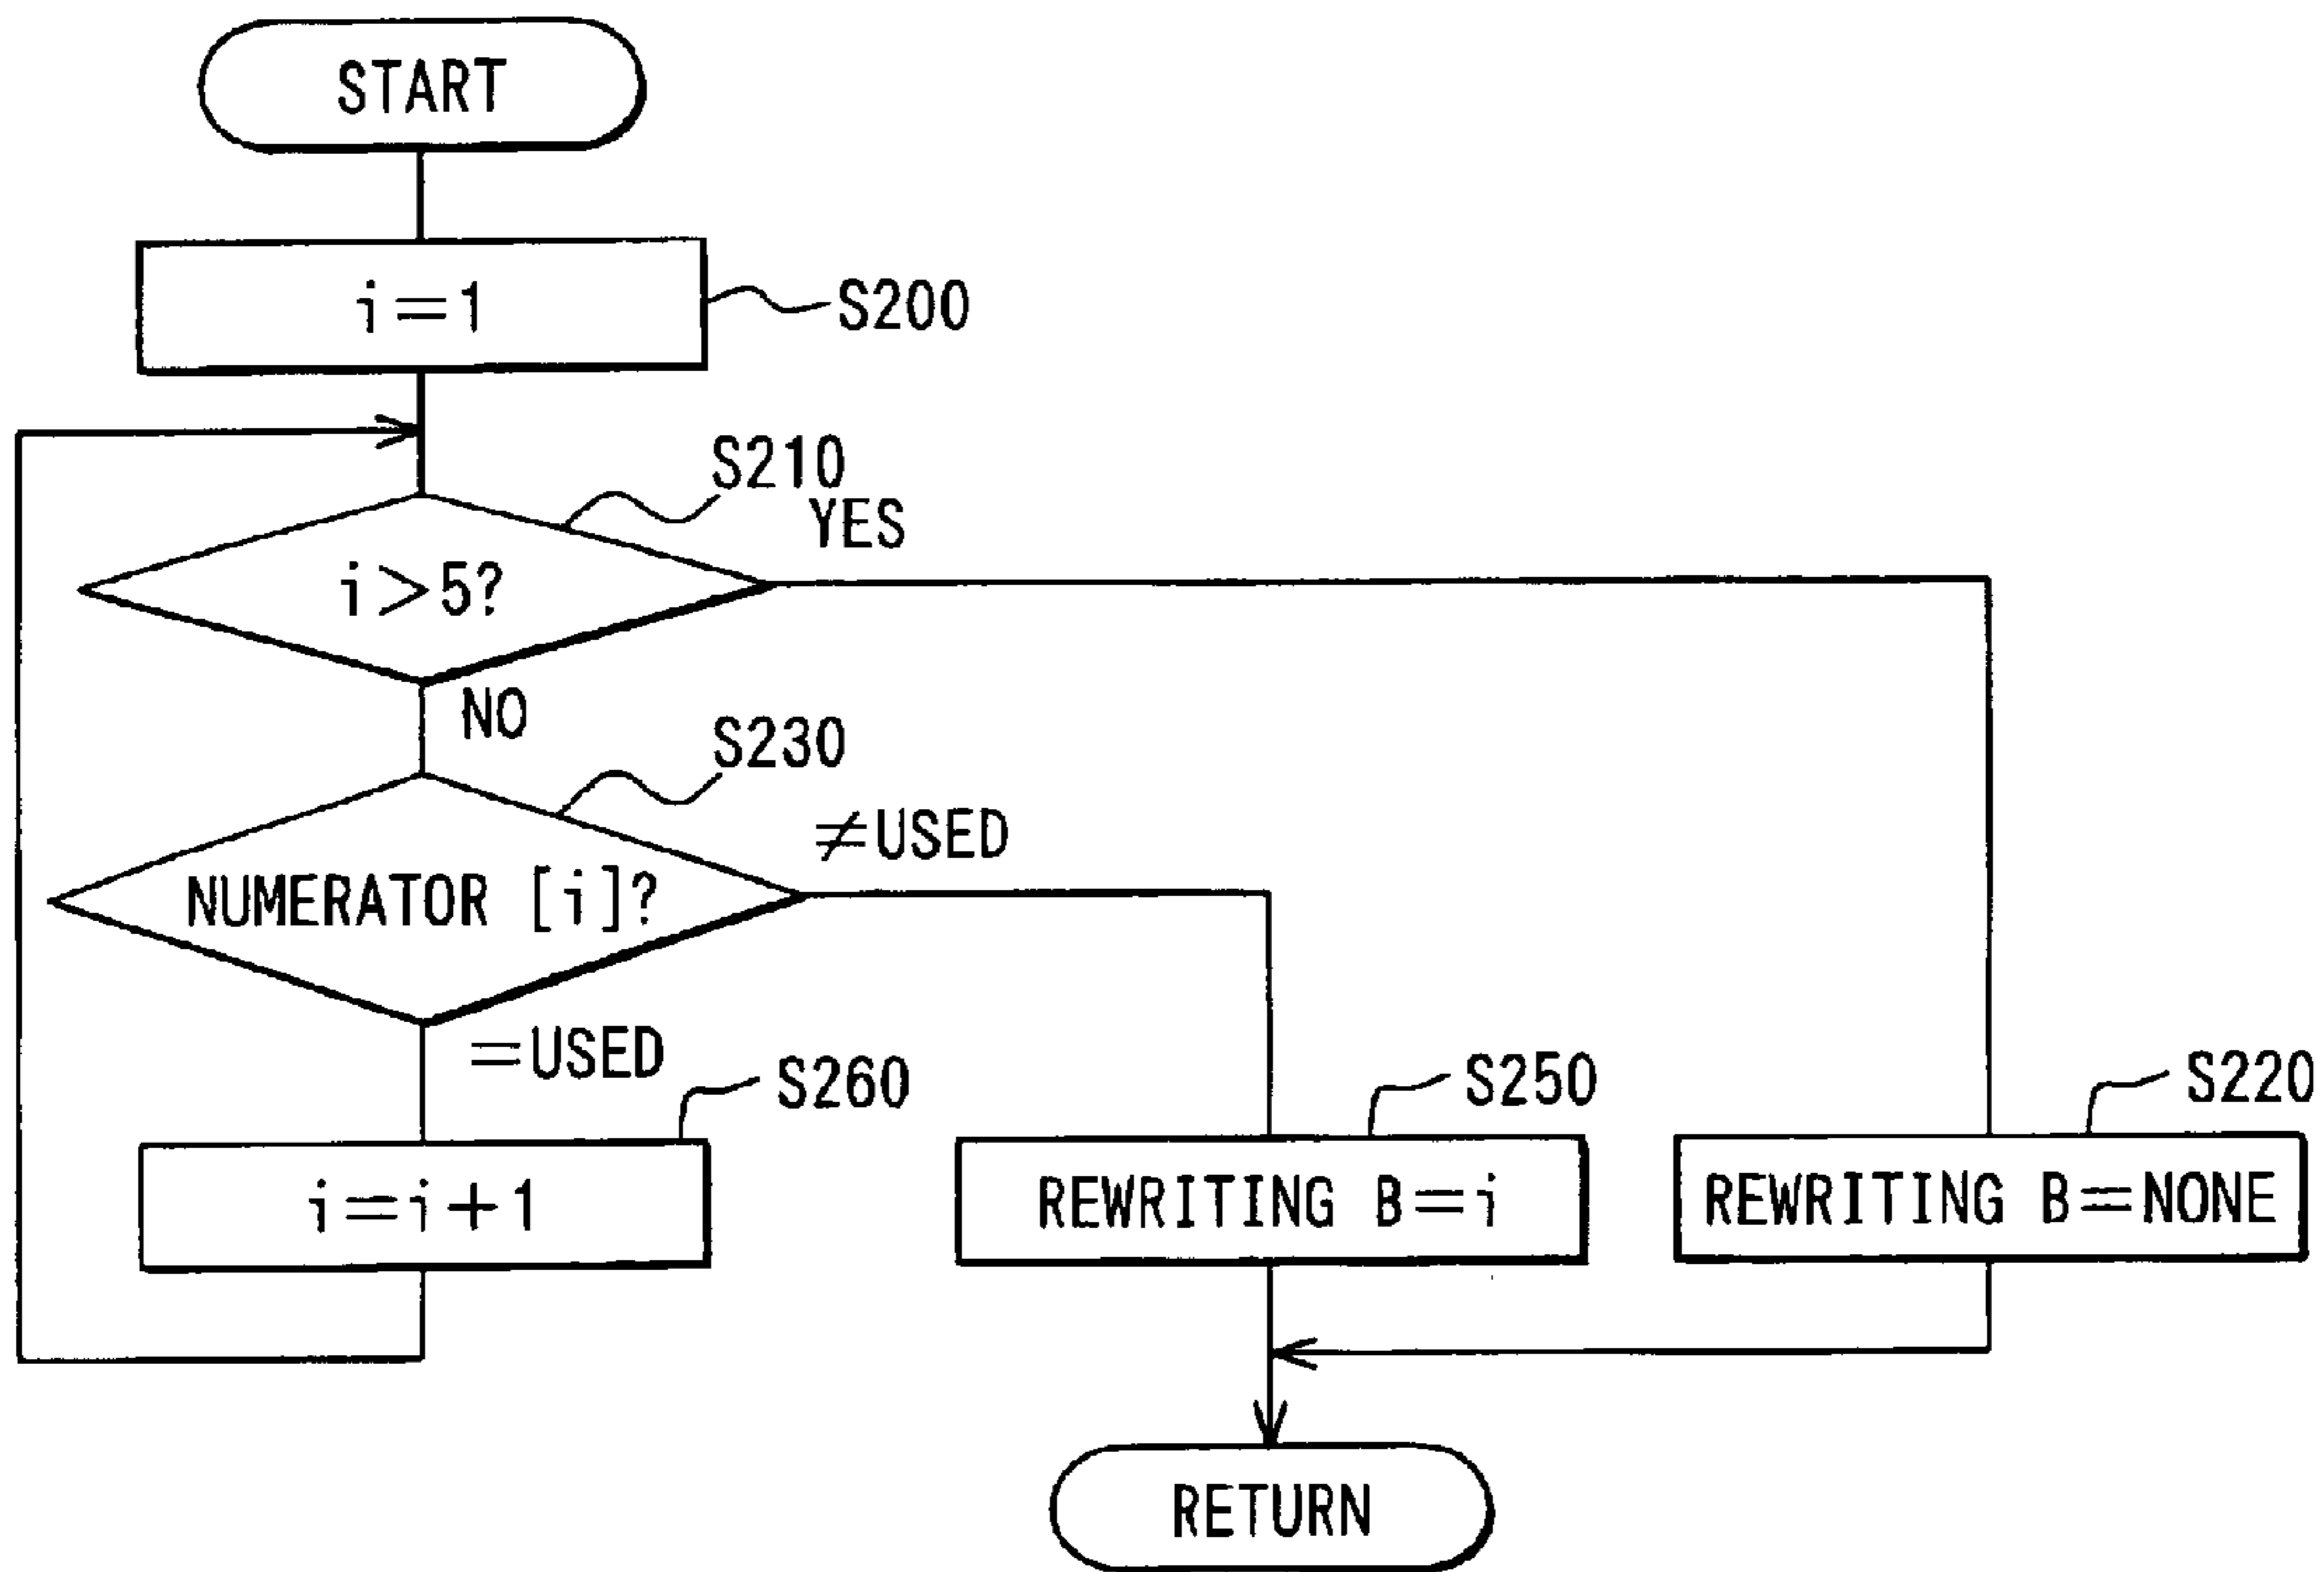 START
i=1
S200
S210
YES
i>5?
NO
S230
≠USED
NUMERATOR [i]?
=USED
S260
S250
S220
i=i+1
REWRITING B=i
REWRITING B=NONE
RETURN